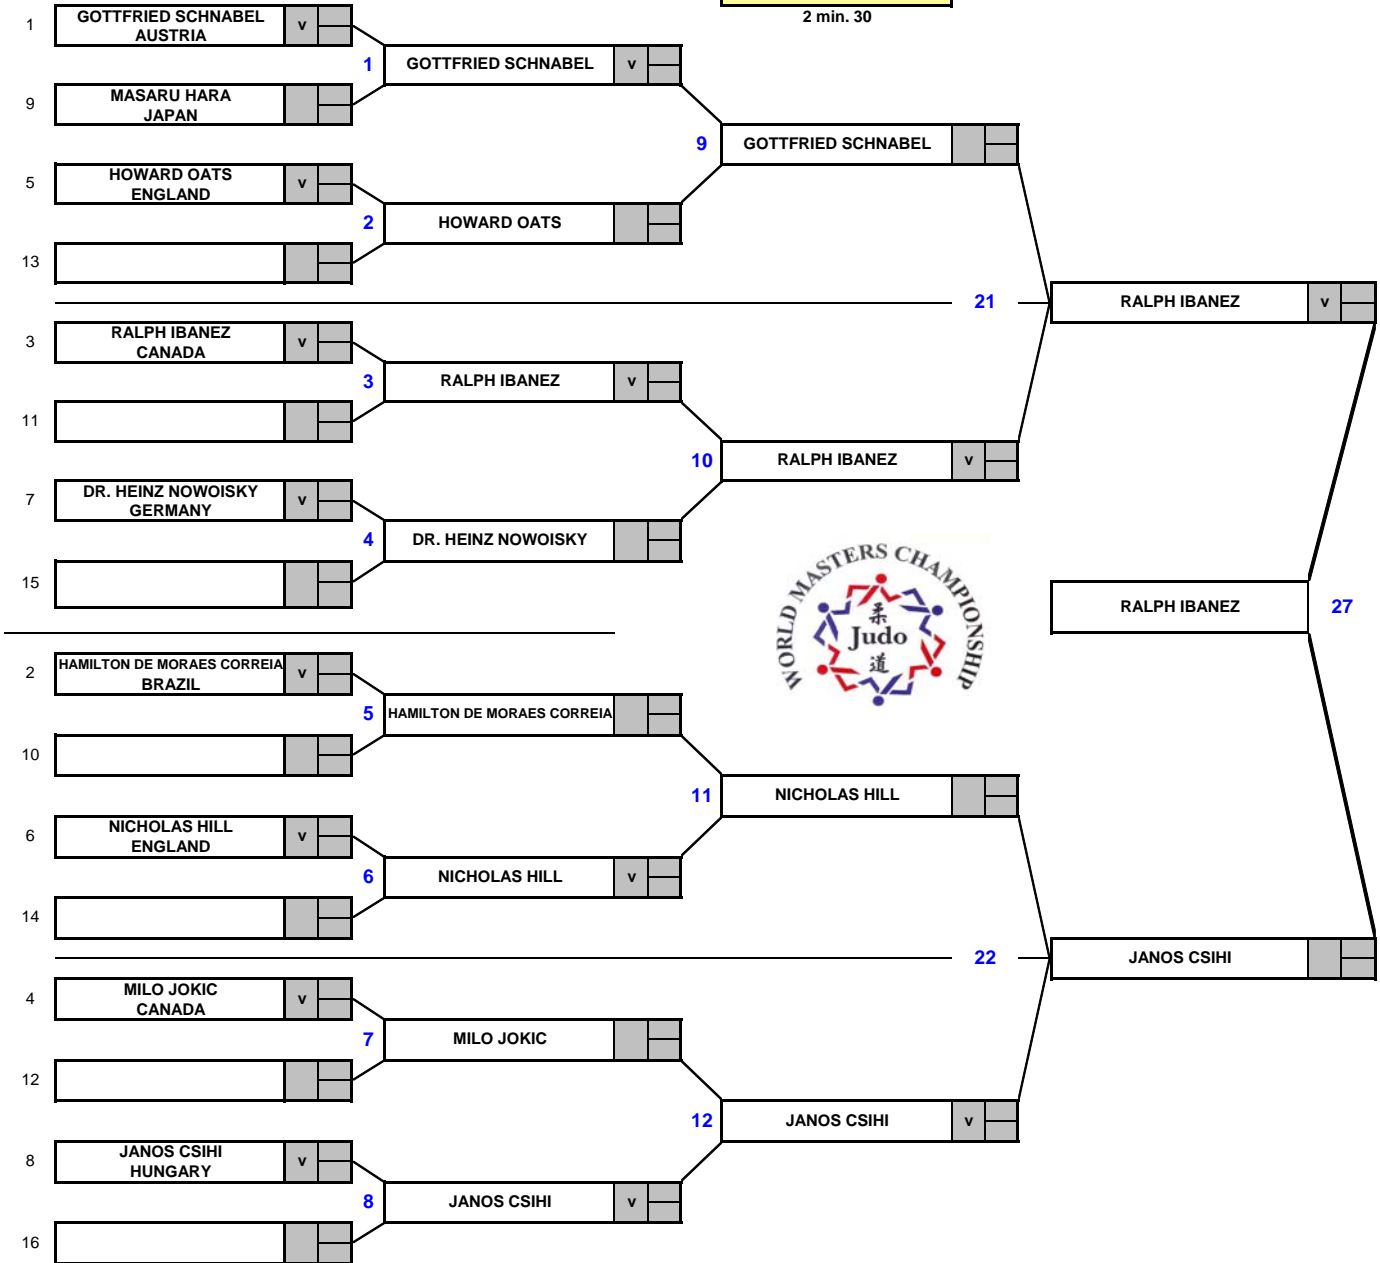 2 min. 30
1
GOTTFRIED SCHNABEL
AUSTRIA
v
1
GOTTFRIED SCHNABEL
v
9
MASARU HARA
JAPAN
9
GOTTFRIED SCHNABEL
5
HOWARD OATS
ENGLAND
v
2
HOWARD OATS
13
21
RALPH IBANEZ
v
3
RALPH IBANEZ
CANADA
v
3
RALPH IBANEZ
v
11
10
RALPH IBANEZ
v
7
DR. HEINZ NOWOISKY
GERMANY
v
4
DR. HEINZ NOWOISKY
15
WORLD MASTERS CHAMPIONSHIP
柔
Judo
道
RALPH IBANEZ
27
2
HAMILTON DE MORAES CORREIA
BRAZIL
v
5
HAMILTON DE MORAES CORREIA
10
11
NICHOLAS HILL
6
NICHOLAS HILL
ENGLAND
v
6
NICHOLAS HILL
v
14
22
JANOS CSIHI
4
MILO JOKIC
CANADA
v
7
MILO JOKIC
12
12
JANOS CSIHI
v
8
JANOS CSIHI
HUNGARY
v
8
JANOS CSIHI
v
16